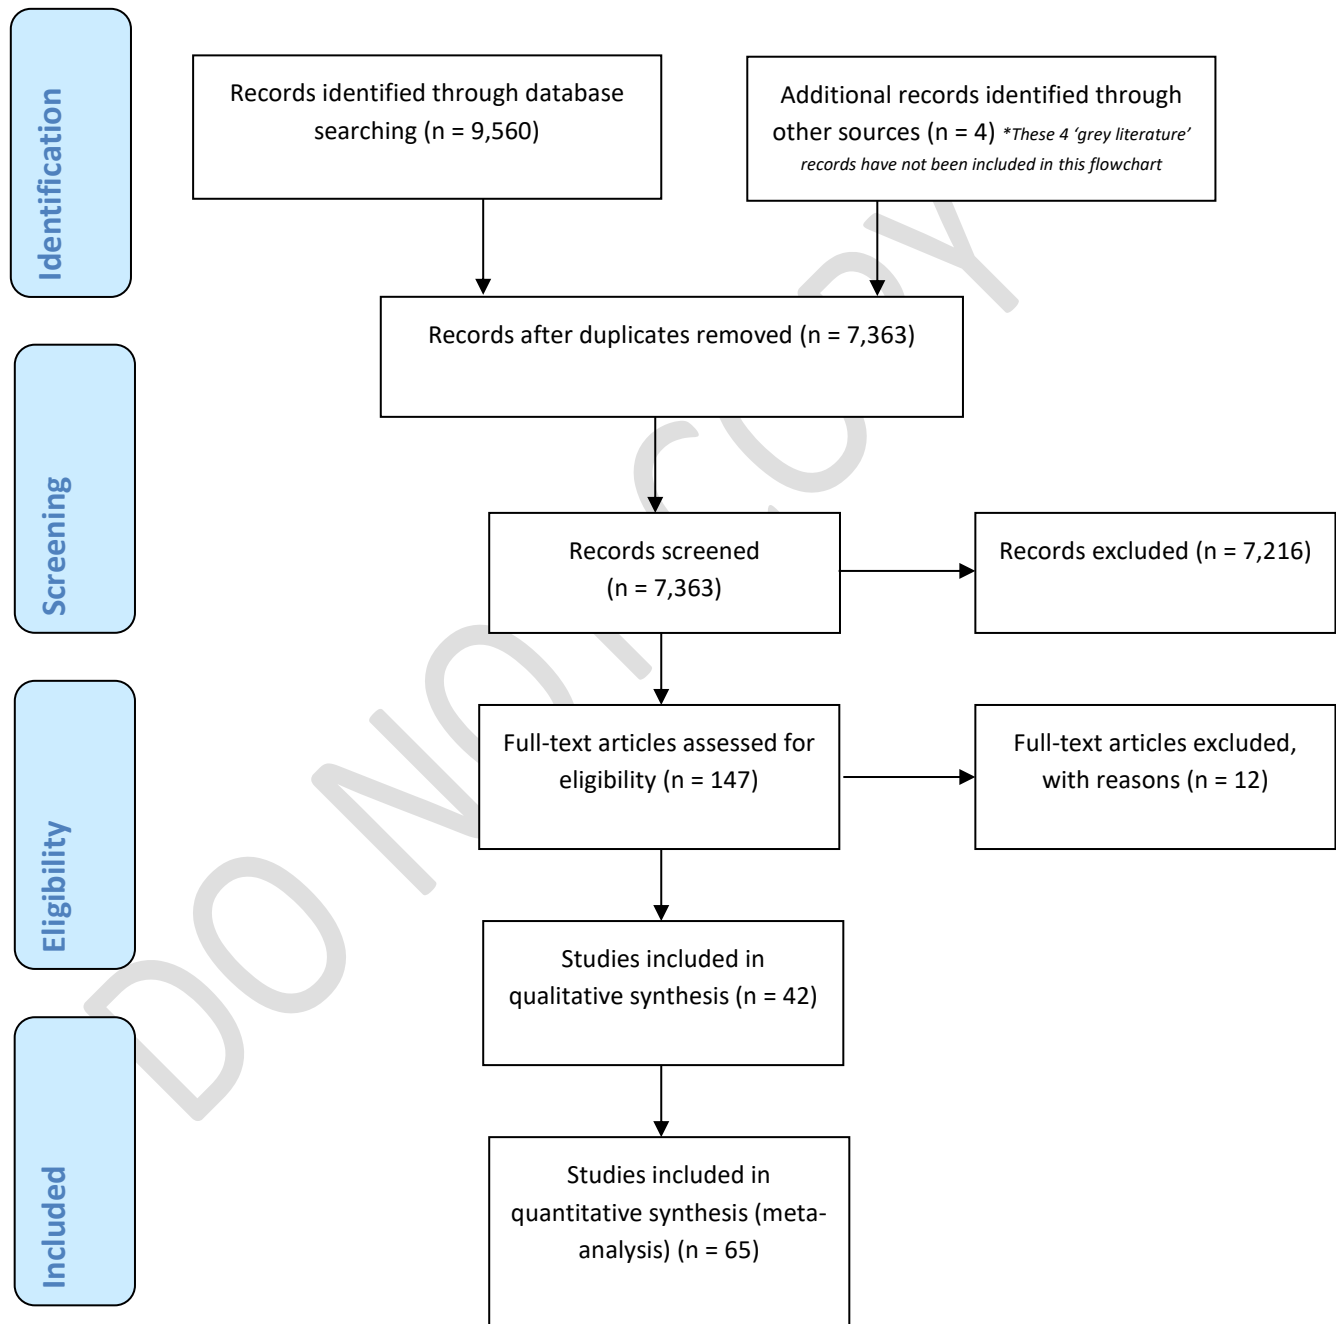 Identification
Records identified through database
searching (n = 9,560)
Additional records identified through
other sources (n = 4) *These 4 ‘grey literature’
records have not been included in this flowchart
Records after duplicates removed (n = 7,363)
Screening
Records screened
(n = 7,363)
Records excluded (n = 7,216)
Eligibility
Full-text articles assessed for
eligibility (n = 147)
Full-text articles excluded,
with reasons (n = 12)
Studies included in
qualitative synthesis (n = 42)
Included
Studies included in
quantitative synthesis (meta-
analysis) (n = 65)
DO NOT COPY